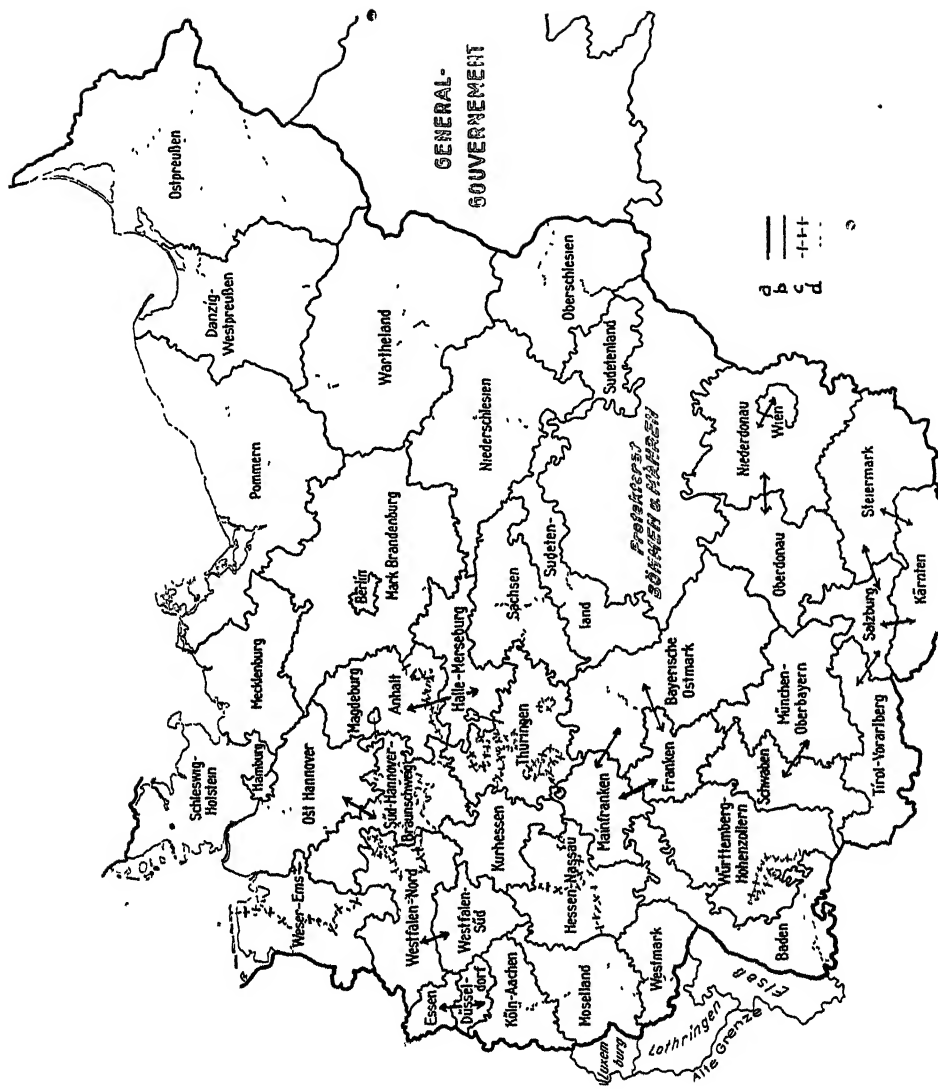 Ostpreußen
Danzig-
Westpreußen
Pommern
Mecklenburg
Schleswig-
Holstein
Hamburg
Ost Hannover
Weser-Ems
Wartheland
GENERAL-
GOUVERNEMENT
Berlin
Mark Brandenburg
Magdeburg
Anhalt
Süd-Hannover-
Braunschweig
Westfalen-Nord
Westfalen-
Süd
Essen
Düssel-
dorf
Köln-Aachen
Halle-Merseburg
Niederschlesien
Oberschlesien
Sachsen
Thüringen
Kurhessen
Sudeten-
land
Sudetenland
Protektorat
BÖHMEN u. MÄHREN
Hessen-Nassau
Moselland
Luxem
burg
Mainfranken
Bayerische
Ostmark
Franken
Westmark
Lothringen
Alte Grenze
Elsaß
Baden
Württemberg-
Hohenzollern
Schwaben
München-
Oberbayern
Oberdonau
Niederdonau
Wien
Tirol-Vorarlberg
Salzburg
Steiermark
Kärnten
a
b
c
d